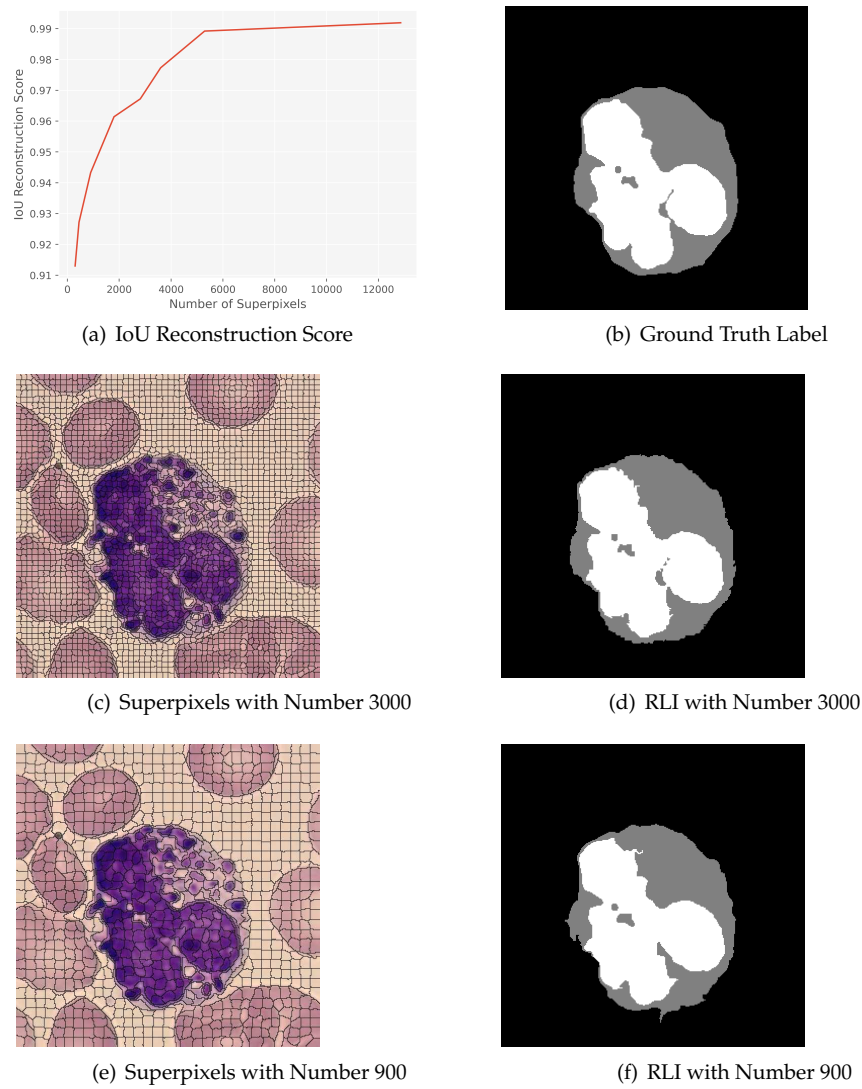 0.99
0.98
0.97
0.96
0.95
0.94
0.93
0.92
0.91
IoU Reconstruction Score
0 2000 4000 6000 8000 10000 12000
Number of Superpixels
(a) IoU Reconstruction Score
(b) Ground Truth Label
(c) Superpixels with Number 3000
(d) RLI with Number 3000
(e) Superpixels with Number 900
(f) RLI with Number 900